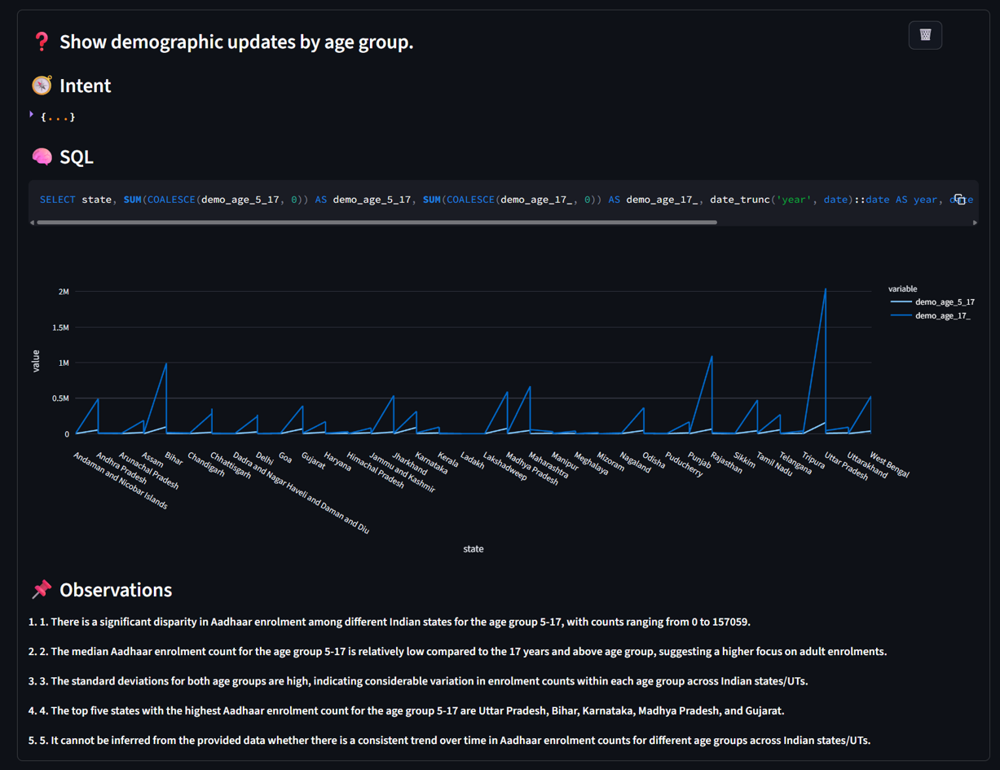 ❓ Show demographic updates by age group.
🧭 Intent
{...}
🧠 SQL
SELECT state, SUM(COALESCE(demo_age_5_17, 0)) AS demo_age_5_17, SUM(COALESCE(demo_age_17_, 0)) AS demo_age_17_, date_trunc('year', date)::date AS year, date
2M
1.5M
1M
0.5M
0
value
variable
demo_age_5_17
demo_age_17_
Andaman and Nicobar Islands
Andhra Pradesh
Arunachal Pradesh
Assam
Bihar
Chandigarh
Chhattisgarh
Dadra and Nagar Haveli and Daman and Diu
Delhi
Goa
Gujarat
Haryana
Himachal Pradesh
Jammu and Kashmir
Jharkhand
Karnataka
Kerala
Ladakh
Lakshadweep
Madhya Pradesh
Maharashtra
Manipur
Meghalaya
Mizoram
Nagaland
Odisha
Puducherry
Punjab
Rajasthan
Sikkim
Tamil Nadu
Telangana
Tripura
Uttar Pradesh
Uttarakhand
West Bengal
state
📌 Observations
1. 1. There is a significant disparity in Aadhaar enrolment among different Indian states for the age group 5-17, with counts ranging from 0 to 157059.
2. 2. The median Aadhaar enrolment count for the age group 5-17 is relatively low compared to the 17 years and above age group, suggesting a higher focus on adult enrolments.
3. 3. The standard deviations for both age groups are high, indicating considerable variation in enrolment counts within each age group across Indian states/UTs.
4. 4. The top five states with the highest Aadhaar enrolment count for the age group 5-17 are Uttar Pradesh, Bihar, Karnataka, Madhya Pradesh, and Gujarat.
5. 5. It cannot be inferred from the provided data whether there is a consistent trend over time in Aadhaar enrolment counts for different age groups across Indian states/UTs.